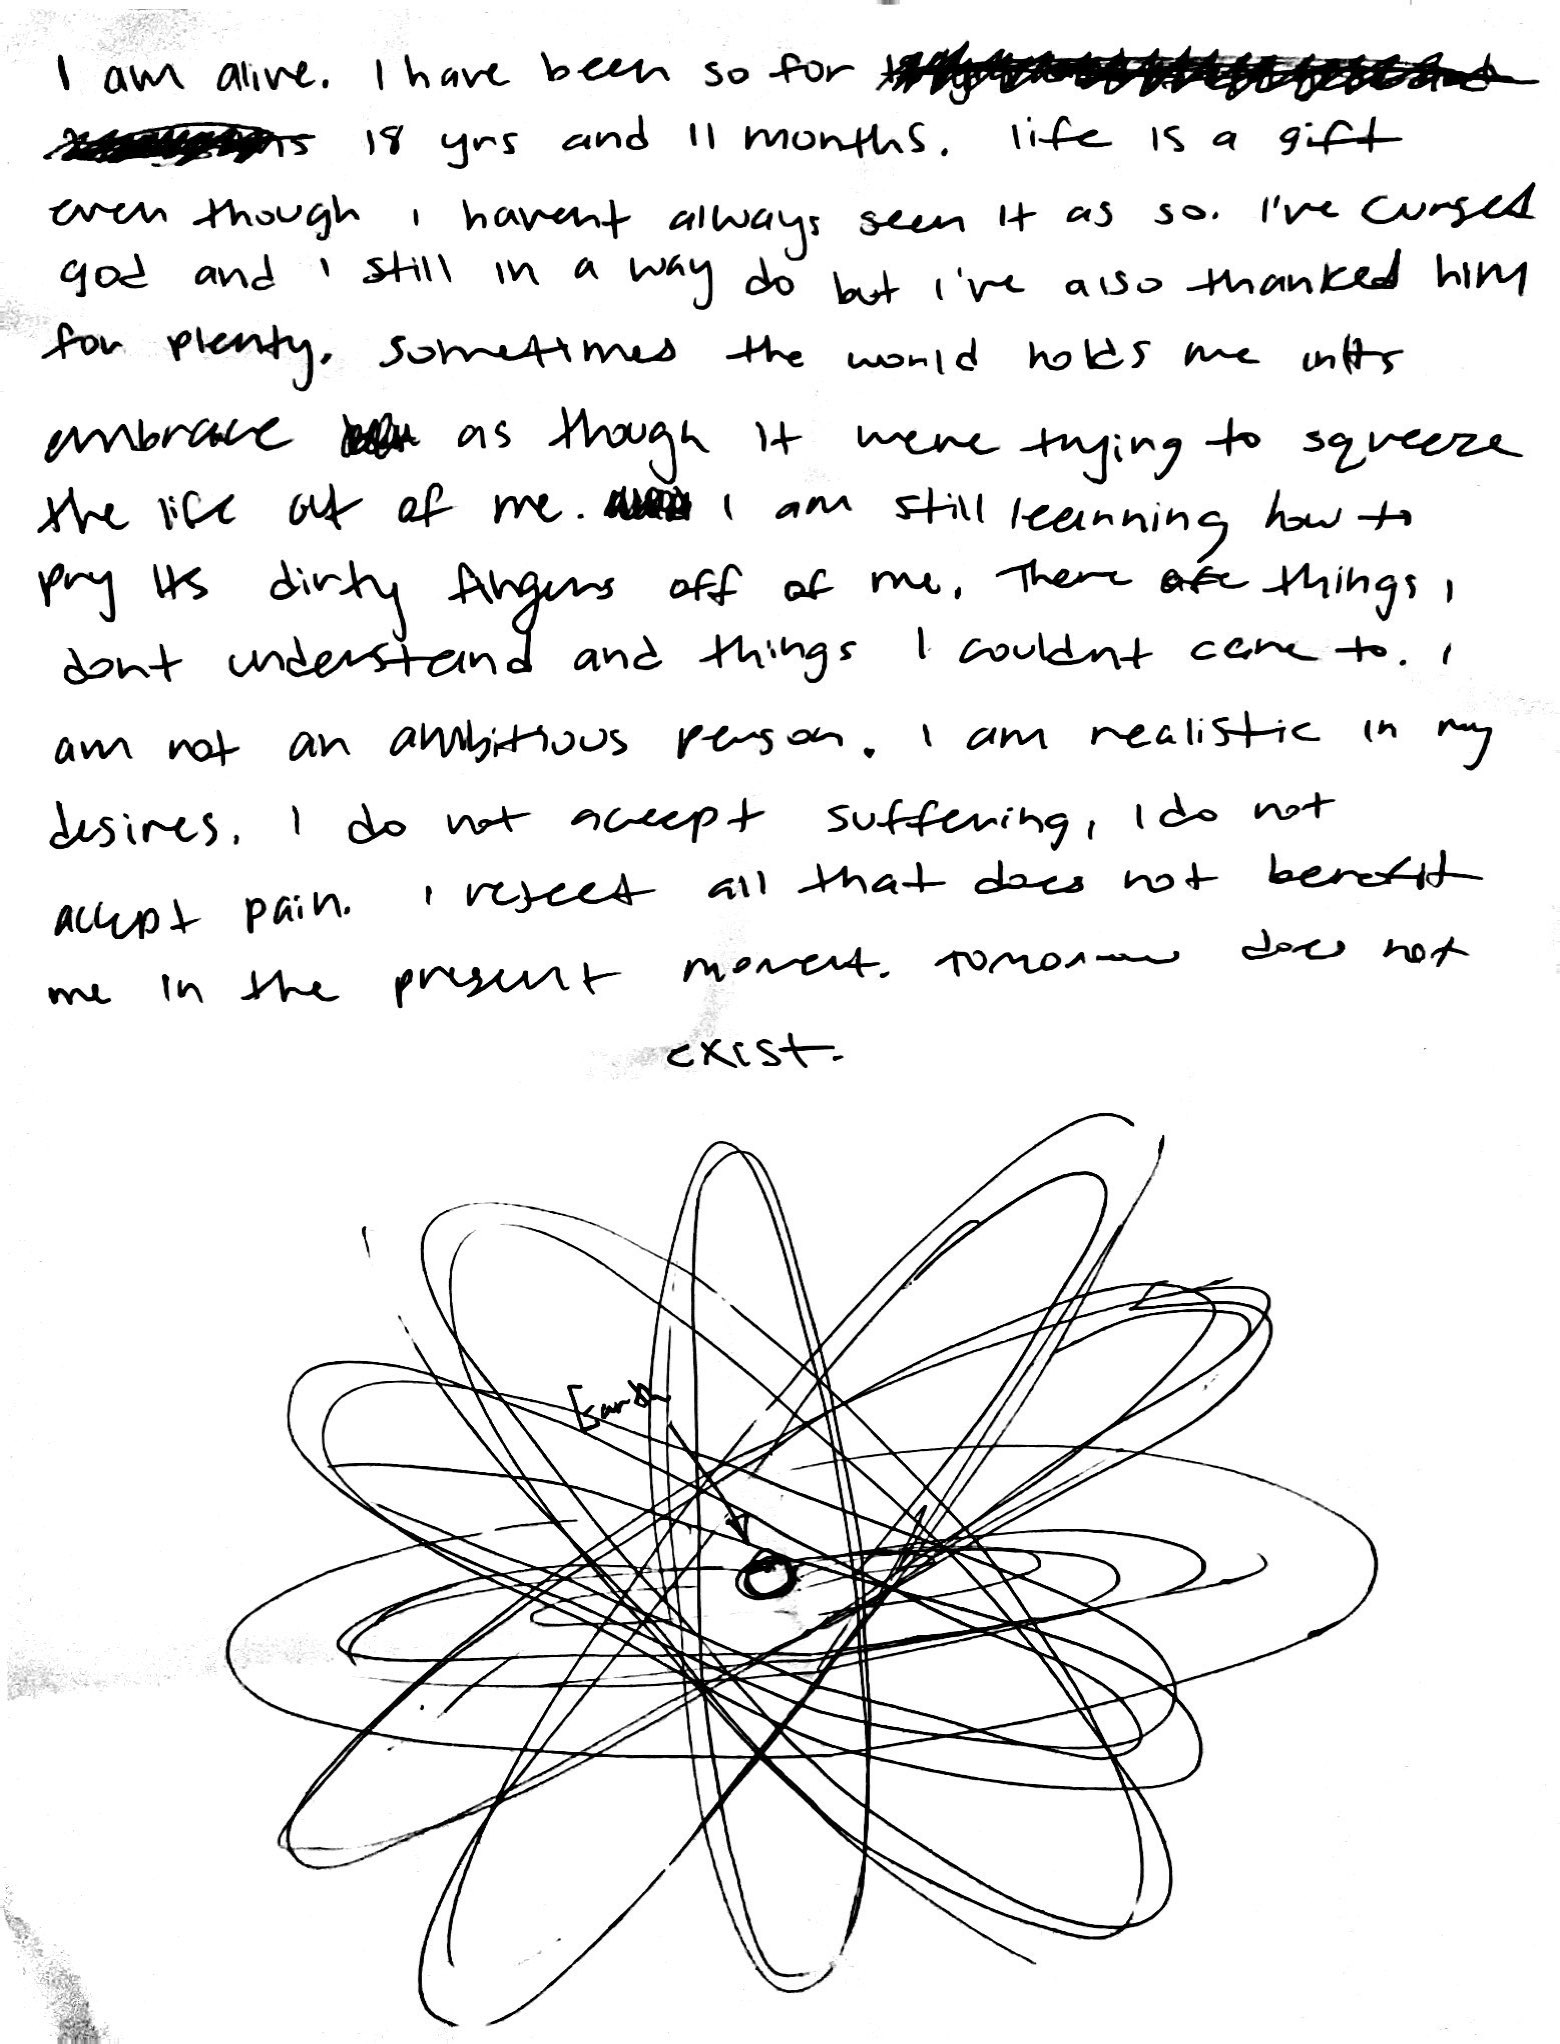 I am alive. I have been so for
18 yrs and 11 months. life is a gift
even though i havent always seen it as so. I've cursed
god and i still in a way do but i've also thanked him
for plenty. sometimes the world holds me in its
embrace as though it were trying to squeeze
the life out of me. I am still learning how to
pry its dirty fingers off of me. There are things i
dont understand and things I couldnt care to. i
am not an ambitious person. I am realistic in my
desires. I do not accept suffering, I do not
accept pain. i reject all that does not benefit
me in the present moment. tomorrow does not
exist.
Earth